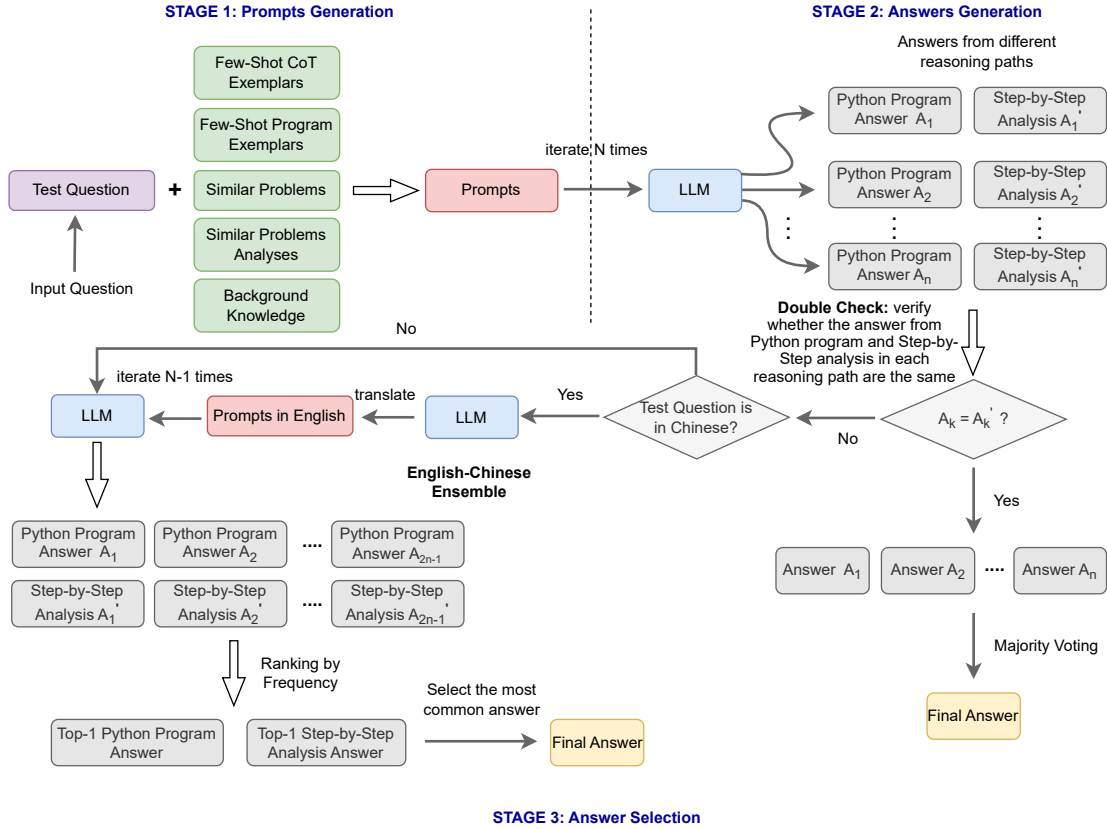 STAGE 1: Prompts Generation
STAGE 2: Answers Generation
Few-Shot CoT
Exemplars
Few-Shot Program
Exemplars
Similar Problems
Similar Problems
Analyses
Background
Knowledge
Test Question
+
Input Question
Prompts
iterate N times
LLM
Answers from different
reasoning paths
Python Program
Answer A1
Step-by-Step
Analysis A1'
Python Program
Answer A2
Step-by-Step
Analysis A2'
Python Program
Answer An
Step-by-Step
Analysis An'
Double Check: verify
whether the answer from
Python program and Step-by-
Step analysis in each
reasoning path are the same
Ak = Ak' ?
No
Yes
Test Question is
in Chinese?
No
Yes
LLM
translate
Prompts in English
iterate N-1 times
LLM
English-Chinese
Ensemble
Python Program
Answer A1
Python Program
Answer A2
....
Python Program
Answer A2n-1
Step-by-Step
Analysis A1'
Step-by-Step
Analysis A2'
....
Step-by-Step
Analysis A2n-1'
Ranking by
Frequency
Top-1 Python Program
Answer
Top-1 Step-by-Step
Analysis Answer
Select the most
common answer
Final Answer
Answer A1
Answer A2
....
Answer An
Majority Voting
Final Answer
STAGE 3: Answer Selection